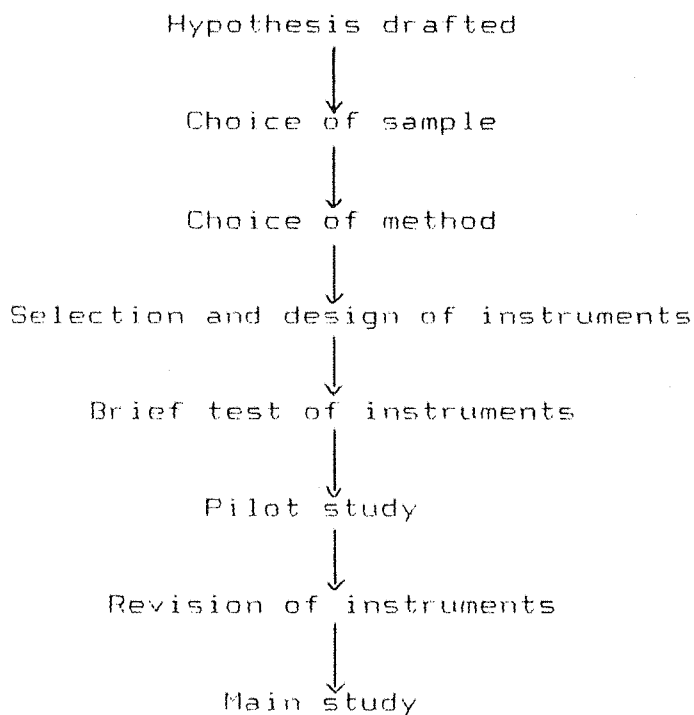 Hypothesis drafted
Choice of sample
Choice of method
Selection and design of instruments
Brief test of instruments
Pilot study
Revision of instruments
Main study